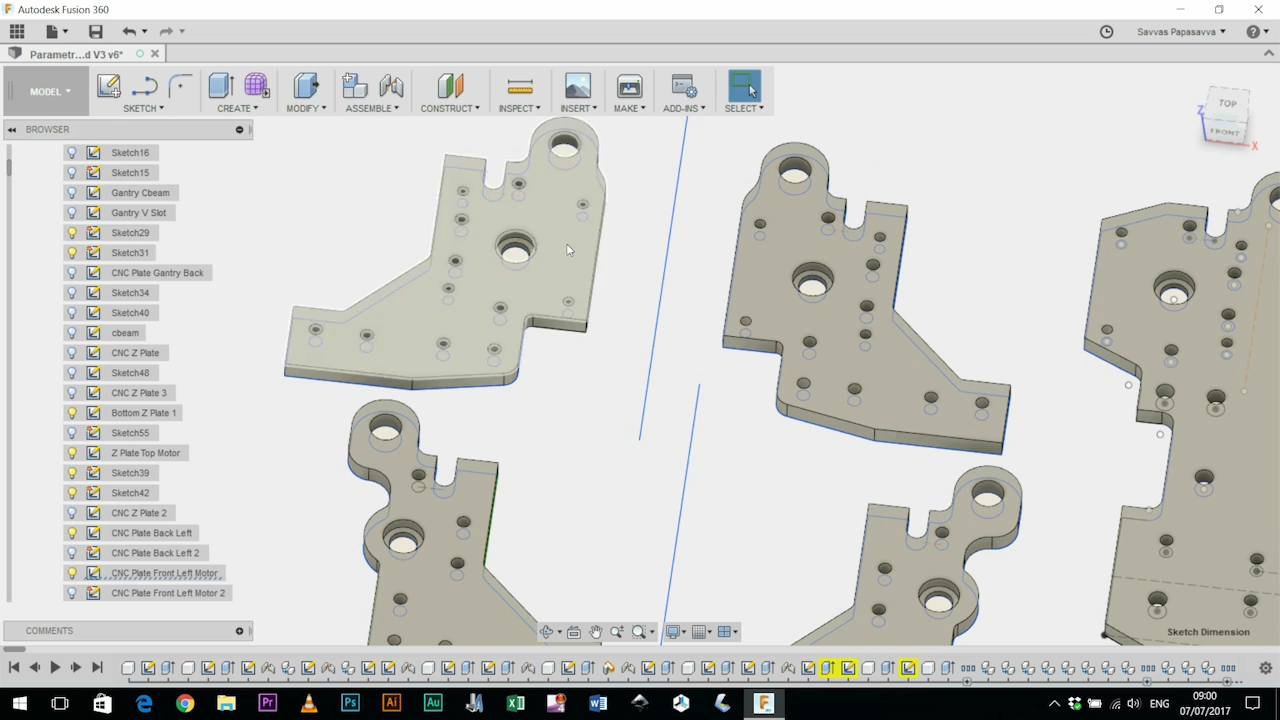 Autodesk Fusion 360
Savvas Papasavva
Parametr...d V3 v6*
MODEL
SKETCH
CREATE
MODIFY
ASSEMBLE
CONSTRUCT
INSPECT
INSERT
MAKE
ADD-INS
SELECT
TOP
FRONT
Z
X
BROWSER
Sketch16
Sketch15
Gantry Cbeam
Gantry V Slot
Sketch29
Sketch31
CNC Plate Gantry Back
Sketch34
Sketch40
cbeam
CNC Z Plate
Sketch48
CNC Z Plate 3
Bottom Z Plate 1
Sketch55
Z Plate Top Motor
Sketch39
Sketch42
CNC Z Plate 2
CNC Plate Back Left
CNC Plate Back Left 2
CNC Plate Front Left Motor
CNC Plate Front Left Motor 2
COMMENTS
Sketch Dimension
Pr
Ps
Ai
Au
ENG
09:00
07/07/2017